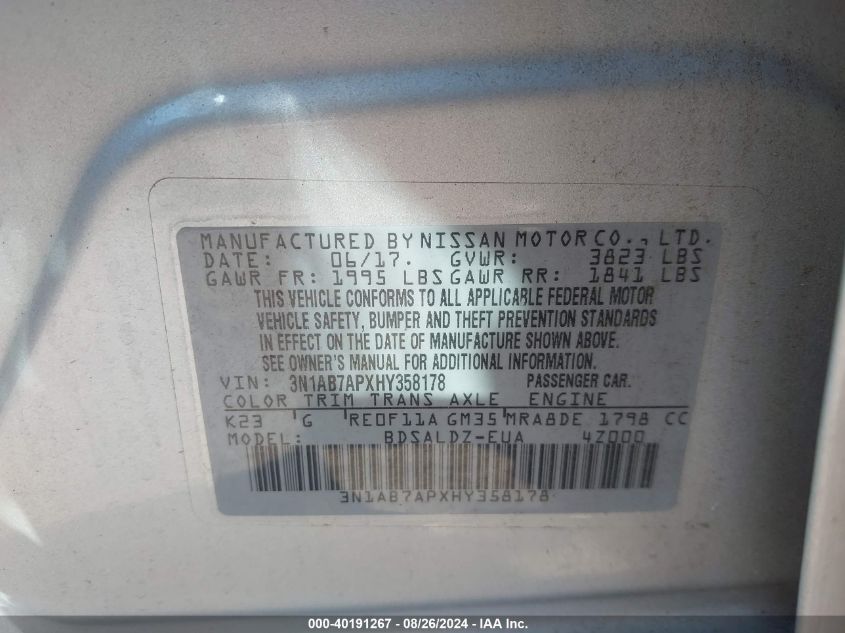 MANUFACTURED BY NISSAN MOTOR CO., LTD.
DATE: 06/17. GVWR: 3823 LBS
GAWR FR: 1995 LBS GAWR RR: 1841 LBS
THIS VEHICLE CONFORMS TO ALL APPLICABLE FEDERAL MOTOR
VEHICLE SAFETY, BUMPER AND THEFT PREVENTION STANDARDS
IN EFFECT ON THE DATE OF MANUFACTURE SHOWN ABOVE.
SEE OWNER'S MANUAL FOR ADDITIONAL INFORMATION.
VIN: 3N1AB7APXHY358178 PASSENGER CAR.
COLOR TRIM TRANS AXLE ENGINE
K23 G RE0F11A GM35 MRA8DE 1798 CC
MODEL: BDSALDZ-EUA 4Z000
3N1AB7APXHY358178
000-40191267 - 08/26/2024 - IAA Inc.